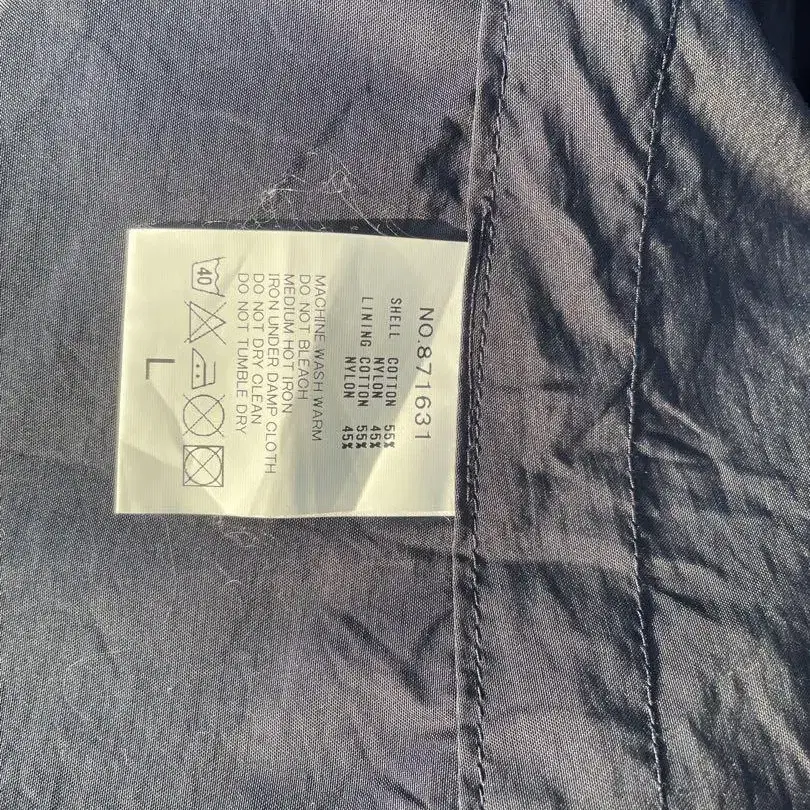 NO.871631
SHELL COTTON 55%
NYLON 45%
LINING COTTON 55%
NYLON 45%
MACHINE WASH WARM
DO NOT BLEACH
MEDIUM HOT IRON
IRON UNDER DAMP CLOTH
DO NOT DRY CLEAN
DO NOT TUMBLE DRY
40
L